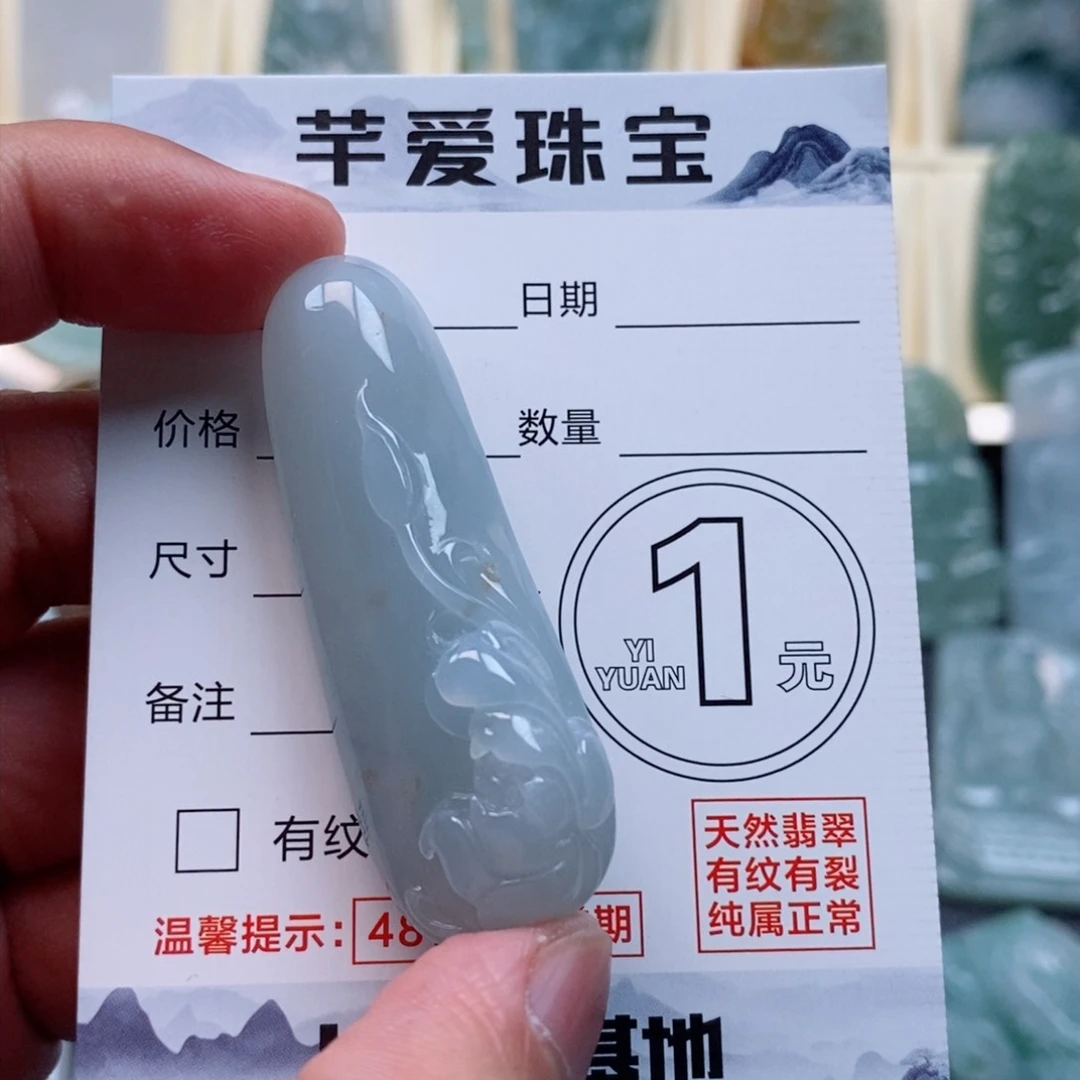 芊爱珠宝
日期
价格 数量
尺寸
1
YI
YUAN
元
备注
有纹
天然翡翠
有纹有裂
纯属正常
温馨提示: 48 期
基地